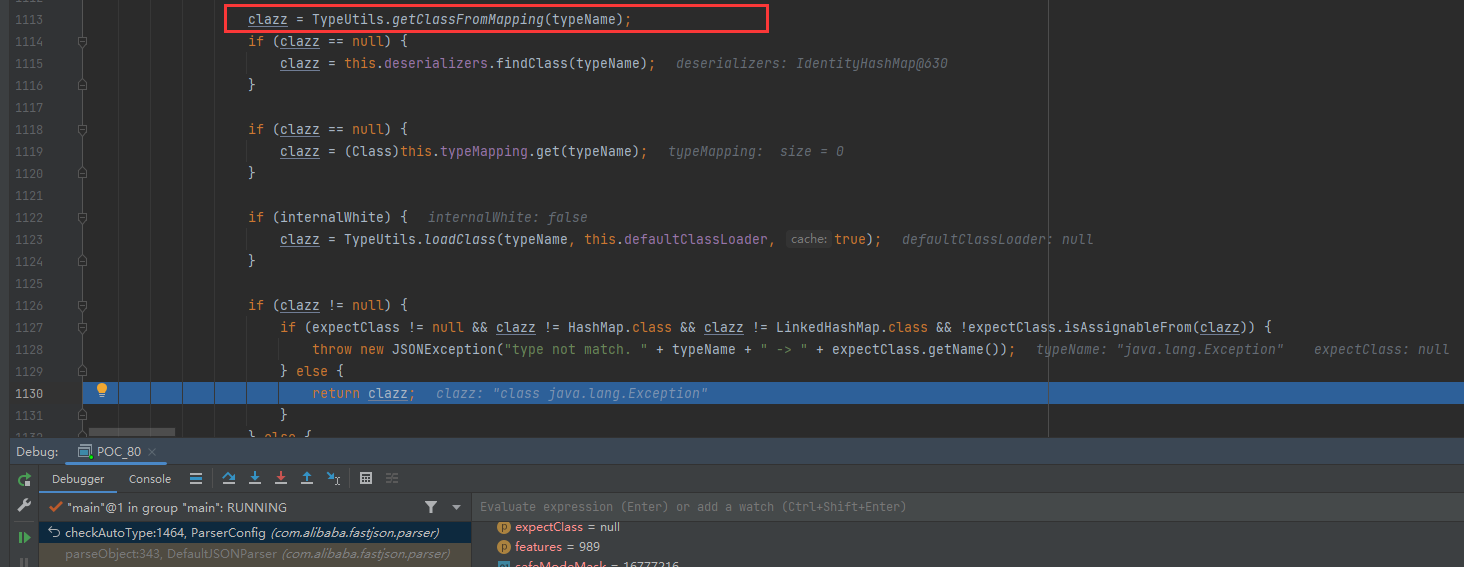 1113 clazz = TypeUtils.getClassFromMapping(typeName);
1114 if (clazz == null) {
1115 clazz = this.deserializers.findClass(typeName); deserializers: IdentityHashMap@630
1116 }
1117
1118 if (clazz == null) {
1119 clazz = (Class)this.typeMapping.get(typeName); typeMapping: size = 0
1120 }
1121
1122 if (internalWhite) { internalWhite: false
1123 clazz = TypeUtils.loadClass(typeName, this.defaultClassLoader, cache: true); defaultClassLoader: null
1124 }
1125
1126 if (clazz != null) {
1127 if (expectClass != null && clazz != HashMap.class && clazz != LinkedHashMap.class && !expectClass.isAssignableFrom(clazz)) {
1128 throw new JSONException("type not match. " + typeName + " -> " + expectClass.getName()); typeName: "java.lang.Exception" expectClass: null
1129 } else {
1130 return clazz; clazz: "class java.lang.Exception"
1131 }
1132 } else {
Debug: POC_80
Debugger Console
"main"@1 in group "main": RUNNING
Evaluate expression (Enter) or add a watch (Ctrl+Shift+Enter)
checkAutoType:1464, ParserConfig (com.alibaba.fastjson.parser)
parseObject:343, DefaultJSONParser (com.alibaba.fastjson.parser)
expectClass = null
features = 989
safeModeMask = 16777216